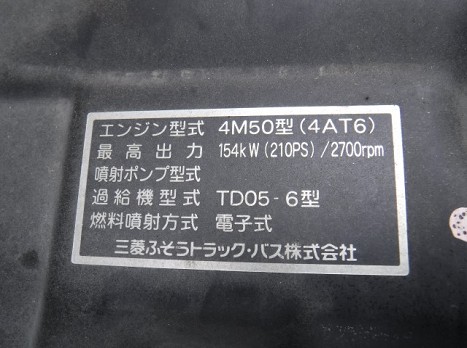 エンジン型式 4M50型(4AT6)
最高出力 154kW(210PS)/2700rpm
噴射ポンプ型式
過給機型式 TD05-6型
燃料噴射方式 電子式
三菱ふそうトラック・バス株式会社